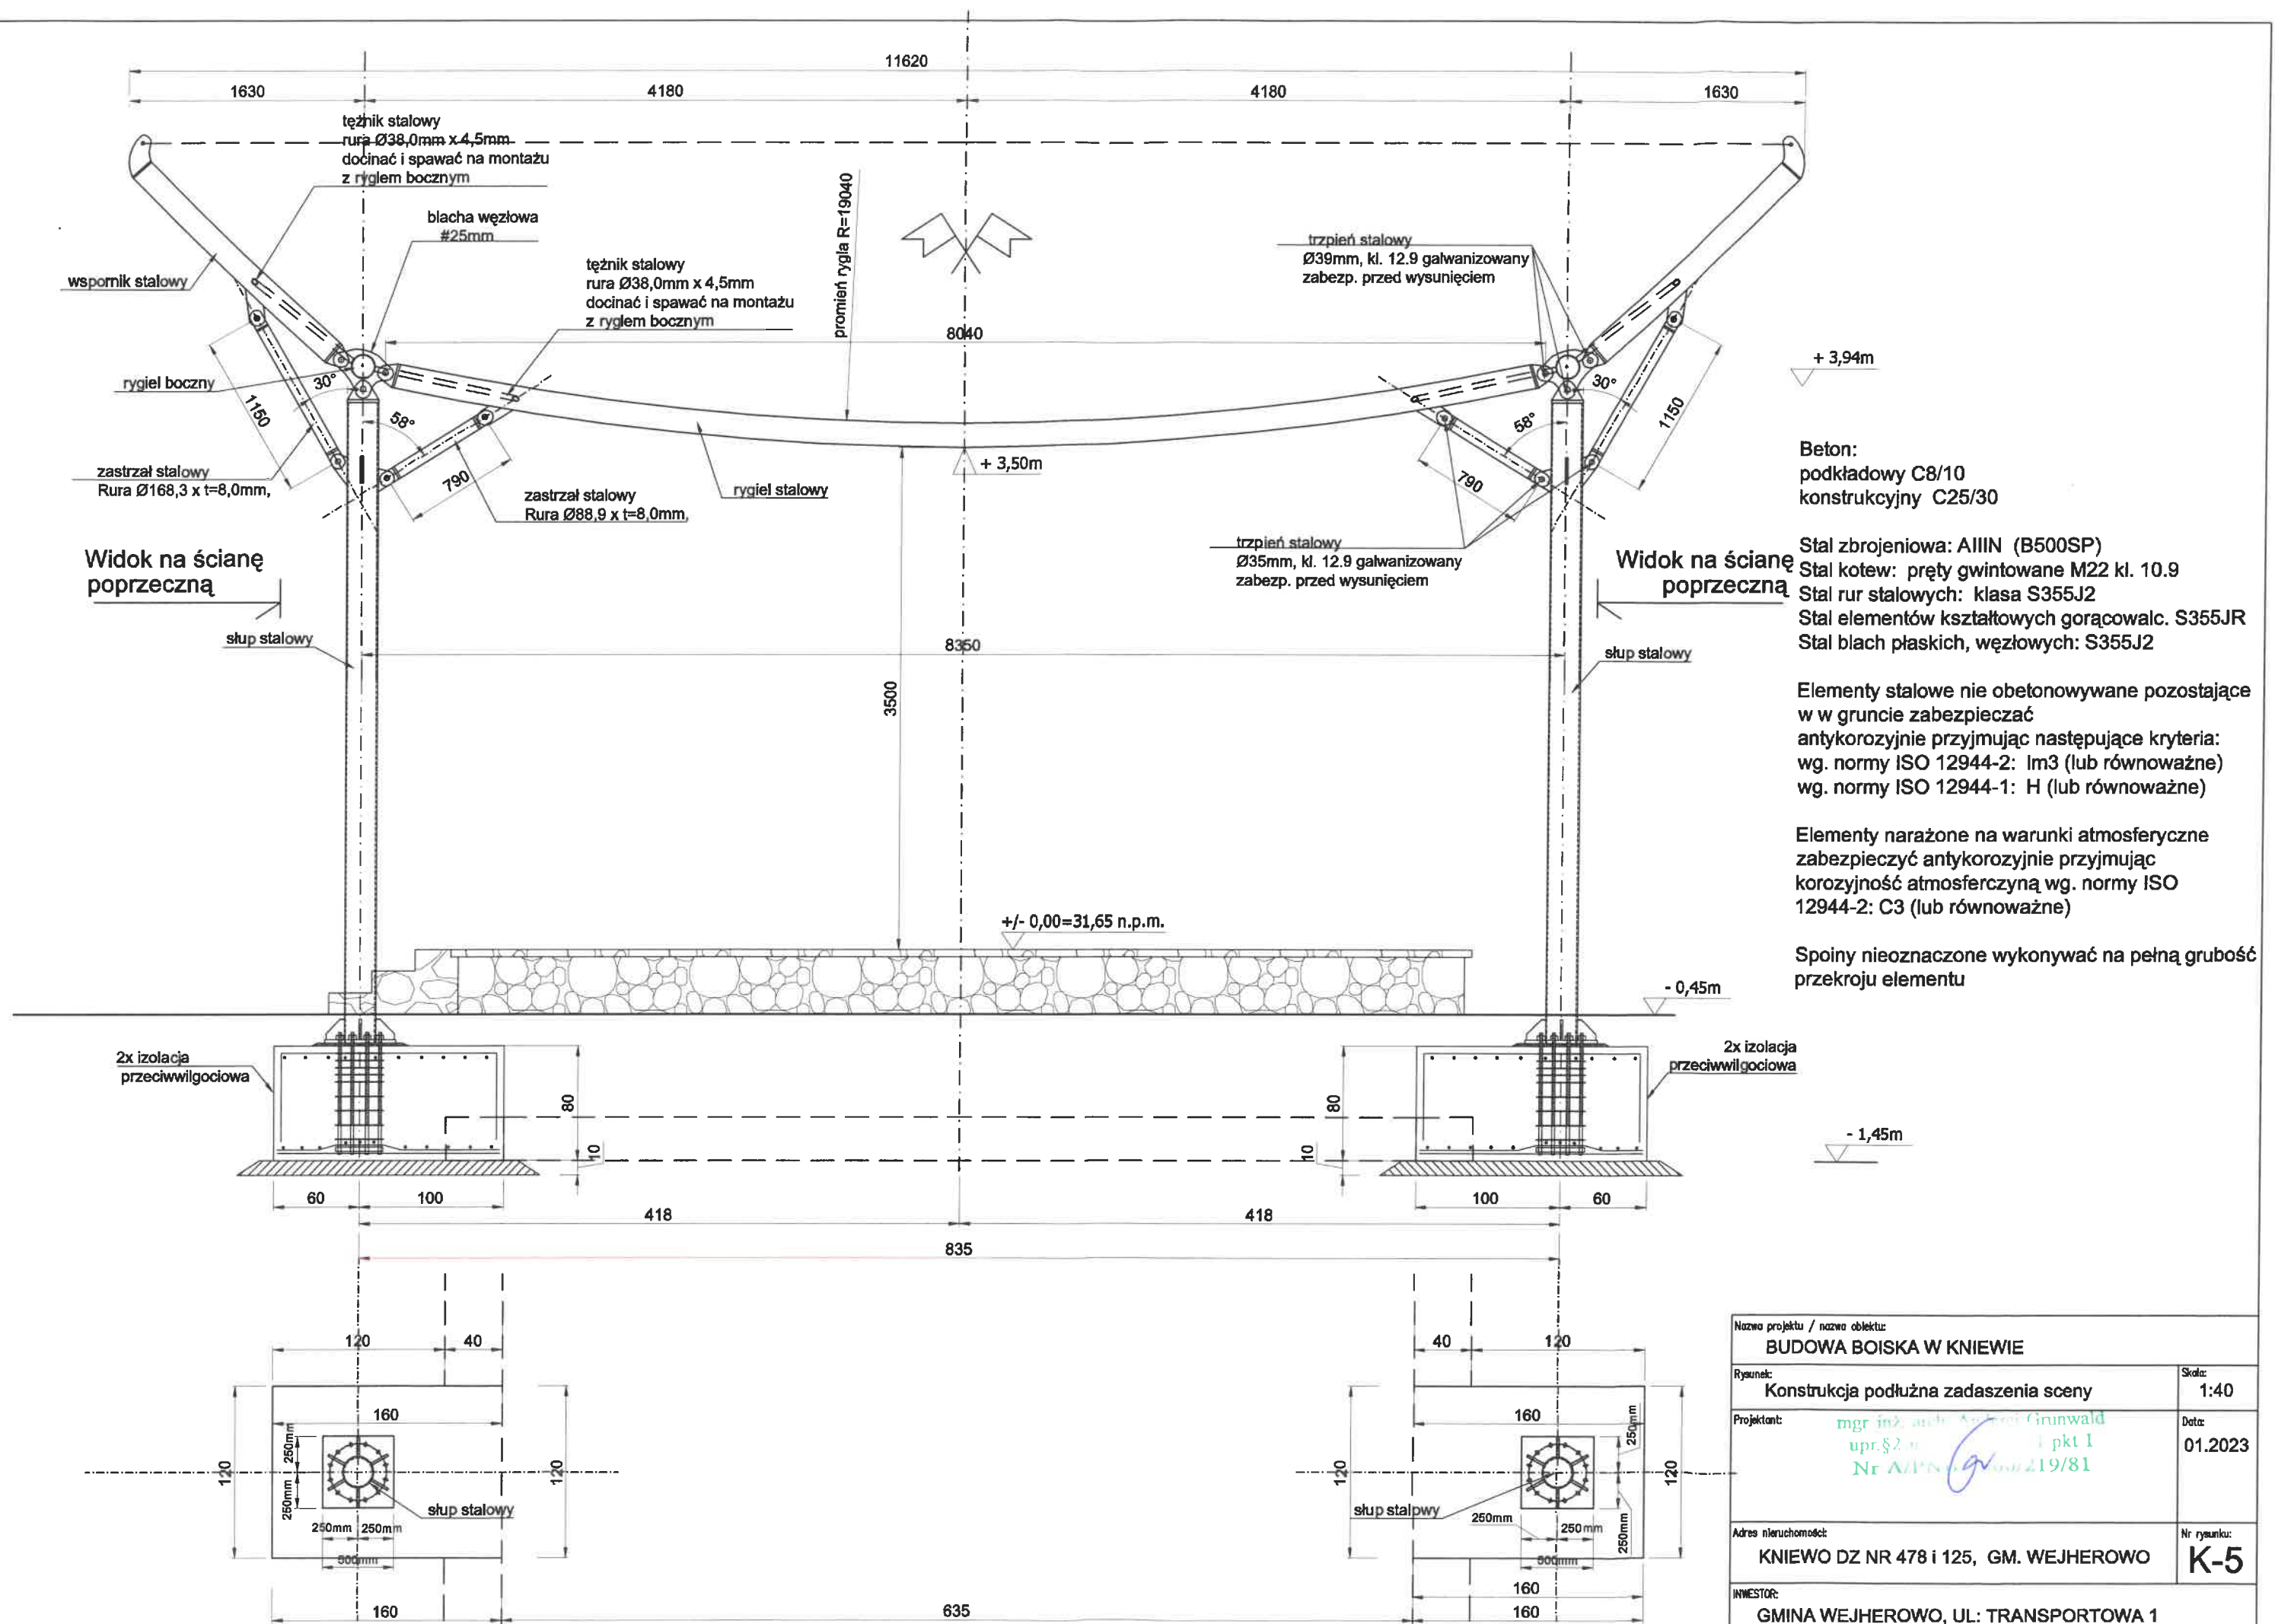 11620
1630
4180
4180
1630
tężnik stalowy
rura Ø38,0mm x 4,5mm
docinać i spawać na montażu
z ryglem bocznym
blacha węzłowa
#25mm
wspornik stalowy
tężnik stalowy
rura Ø38,0mm x 4,5mm
docinać i spawać na montażu
z ryglem bocznym
promień rygla R=19040
trzpień stalowy
Ø39mm, kl. 12.9 galwanizowany
zabezp. przed wysunięciem
8040
+ 3,94m
rygiel boczny
30°
1150
58°
790
zastrzał stalowy
Rura Ø168,3 x t=8,0mm,
zastrzał stalowy
Rura Ø88,9 x t=8,0mm,
rygiel stalowy
+ 3,50m
30°
1150
58°
790
trzpień stalowy
Ø35mm, kl. 12.9 galwanizowany
zabezp. przed wysunięciem
Widok na ścianę
poprzeczną
Widok na ścianę
poprzeczną
słup stalowy
8350
słup stalowy
3500
Beton:
podkładowy C8/10
konstrukcyjny C25/30
Stal zbrojeniowa: AIIIN (B500SP)
Stal kotew: pręty gwintowane M22 kl. 10.9
Stal rur stalowych: klasa S355J2
Stal elementów kształtowych gorącowalc. S355JR
Stal blach płaskich, węzłowych: S355J2
Elementy stalowe nie obetonowywane pozostające
w w gruncie zabezpieczać
antykorozyjnie przyjmując następujące kryteria:
wg. normy ISO 12944-2: Im3 (lub równoważne)
wg. normy ISO 12944-1: H (lub równoważne)
Elementy narażone na warunki atmosferyczne
zabezpieczyć antykorozyjnie przyjmując
korozyjność atmosferczyną wg. normy ISO
12944-2: C3 (lub równoważne)
Spoiny nieoznaczone wykonywać na pełną grubość
przekroju elementu
+/- 0,00=31,65 n.p.m.
- 0,45m
2x izolacja
przeciwwilgociowa
2x izolacja
przeciwwilgociowa
80
10
80
10
- 1,45m
60
100
100
60
418
418
835
120
40
40
120
160
160
120
120
120
120
250mm
250mm
250mm
250mm
500mm
słup stalowy
słup stalowy
250mm
250mm
250mm
250mm
500mm
160
635
160
160
Nazwa projektu / nazwa obiektu:
BUDOWA BOISKA W KNIEWIE
Rysunek:
Konstrukcja podłużna zadaszenia sceny
Skala:
1:40
Projektant:
mgr inż. Grunwald
upr.§2 pkt 1
Nr 219/81
Data:
01.2023
Adres nieruchomości:
KNIEWO DZ NR 478 i 125, GM. WEJHEROWO
Nr rysunku:
K-5
INWESTOR:
GMINA WEJHEROWO, UL: TRANSPORTOWA 1